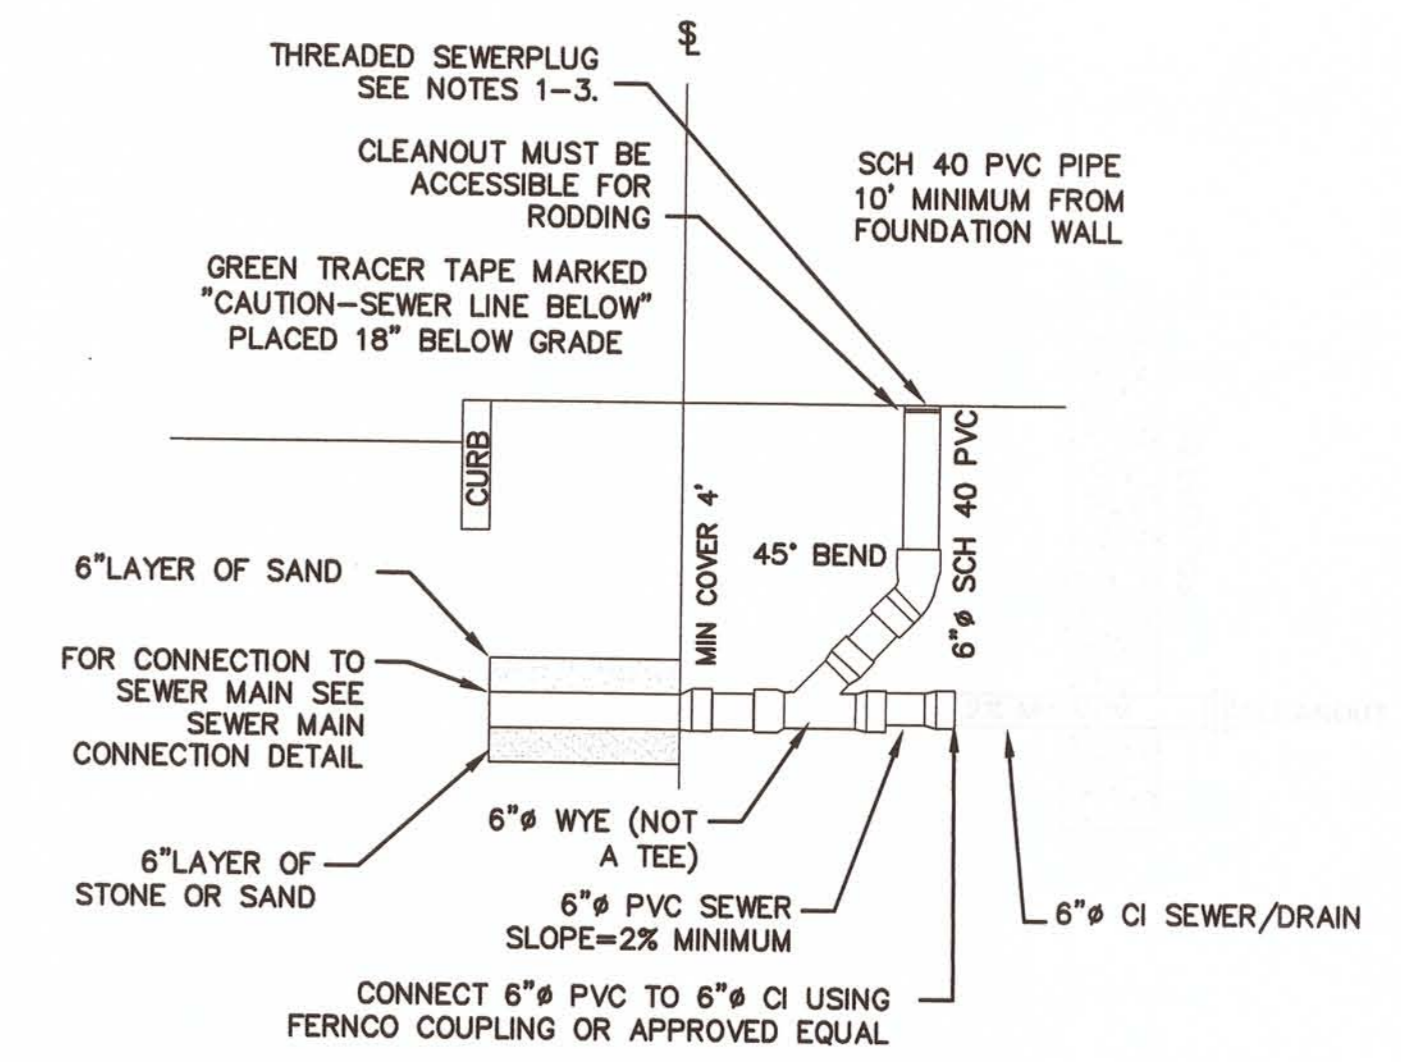 THREADED SEWERPLUG
SEE NOTES 1-3.
CLEANOUT MUST BE
ACCESSIBLE FOR
RODDING
SCH 40 PVC PIPE
10' MINIMUM FROM
FOUNDATION WALL
GREEN TRACER TAPE MARKED
"CAUTION-SEWER LINE BELOW"
PLACED 18" BELOW GRADE
CURB
MIN COVER 4'
45° BEND
6"ø SCH 40 PVC
6"LAYER OF SAND
FOR CONNECTION TO
SEWER MAIN SEE
SEWER MAIN
CONNECTION DETAIL
6"LAYER OF
STONE OR SAND
6"ø WYE (NOT
A TEE)
6"ø PVC SEWER
SLOPE=2% MINIMUM
6"ø CI SEWER/DRAIN
CONNECT 6"ø PVC TO 6"ø CI USING
FERNCO COUPLING OR APPROVED EQUAL